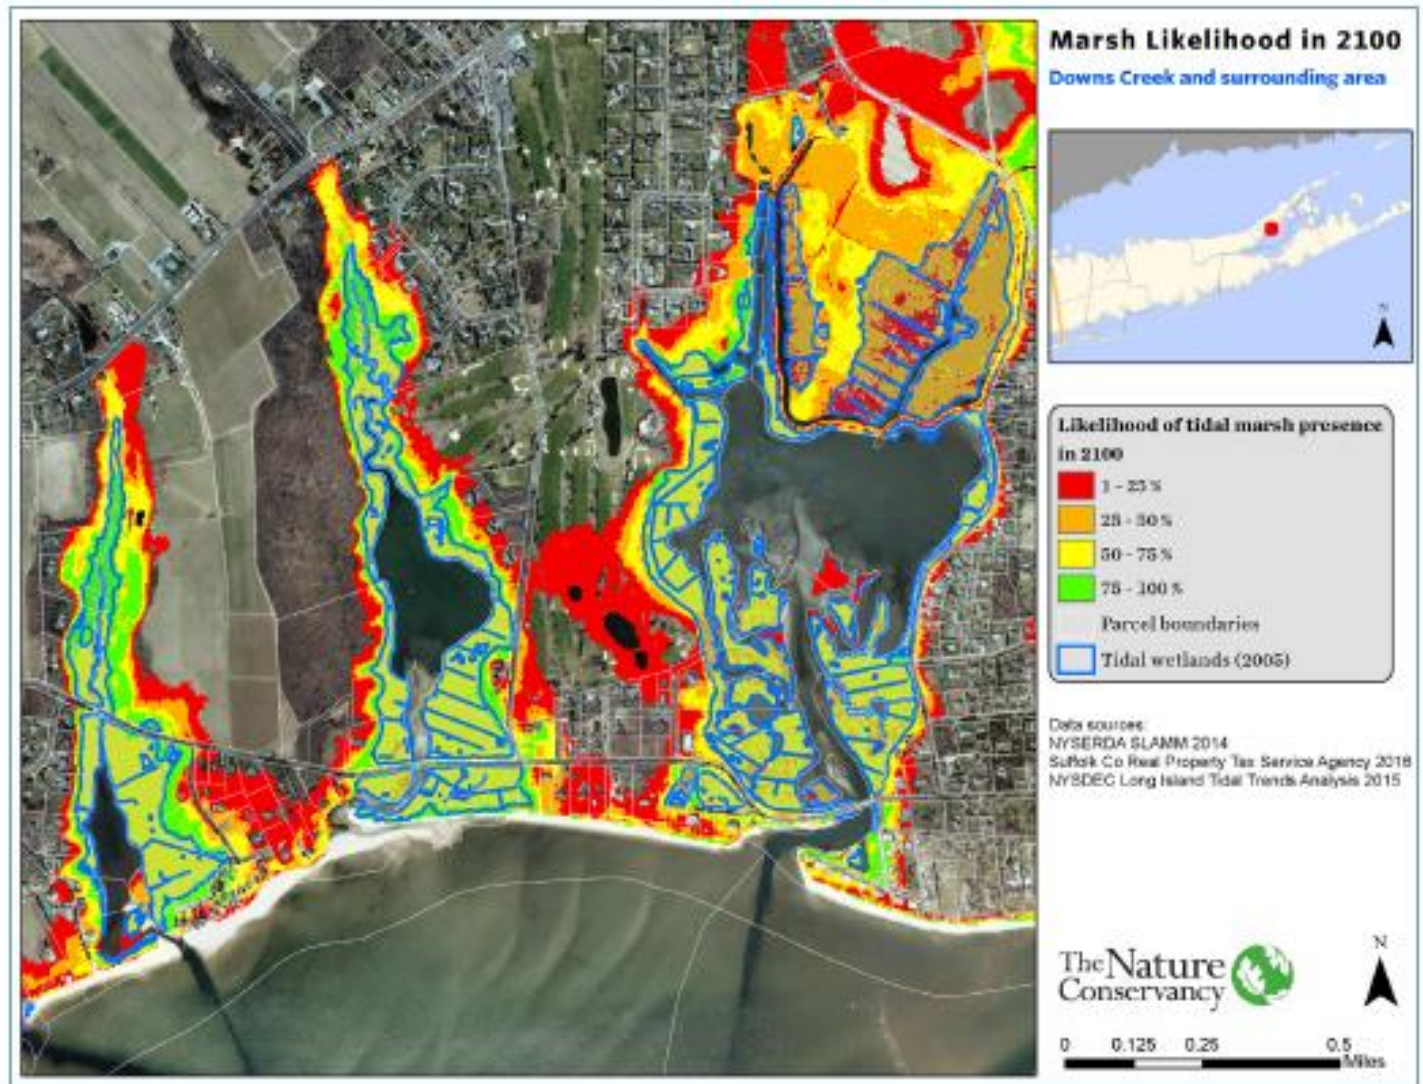 Marsh Likelihood in 2100
Downs Creek and surrounding area
N
Likelihood of tidal marsh presence
in 2100
1 - 25 %
25 - 50 %
50 - 75 %
75 - 100 %
Parcel boundaries
Tidal wetlands (2005)
Data sources:
NYSERDA SLAMM 2014
Suffolk Co Real Property Tax Service Agency 2016
NYSDEC Long Island Tidal Trends Analysis 2015
The Nature
Conservancy
N
0 0.125 0.25 0.5
Miles